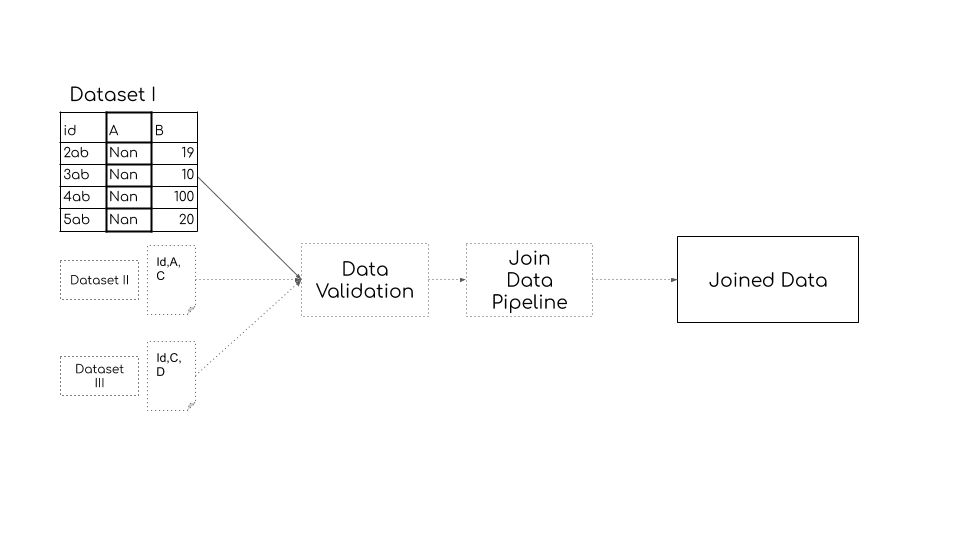 Dataset I
id A B
2ab Nan 19
3ab Nan 10
4ab Nan 100
5ab Nan 20
Dataset II
Id,A,
C
Dataset
III
Id,C,
D
Data
Validation
Join
Data
Pipeline
Joined Data